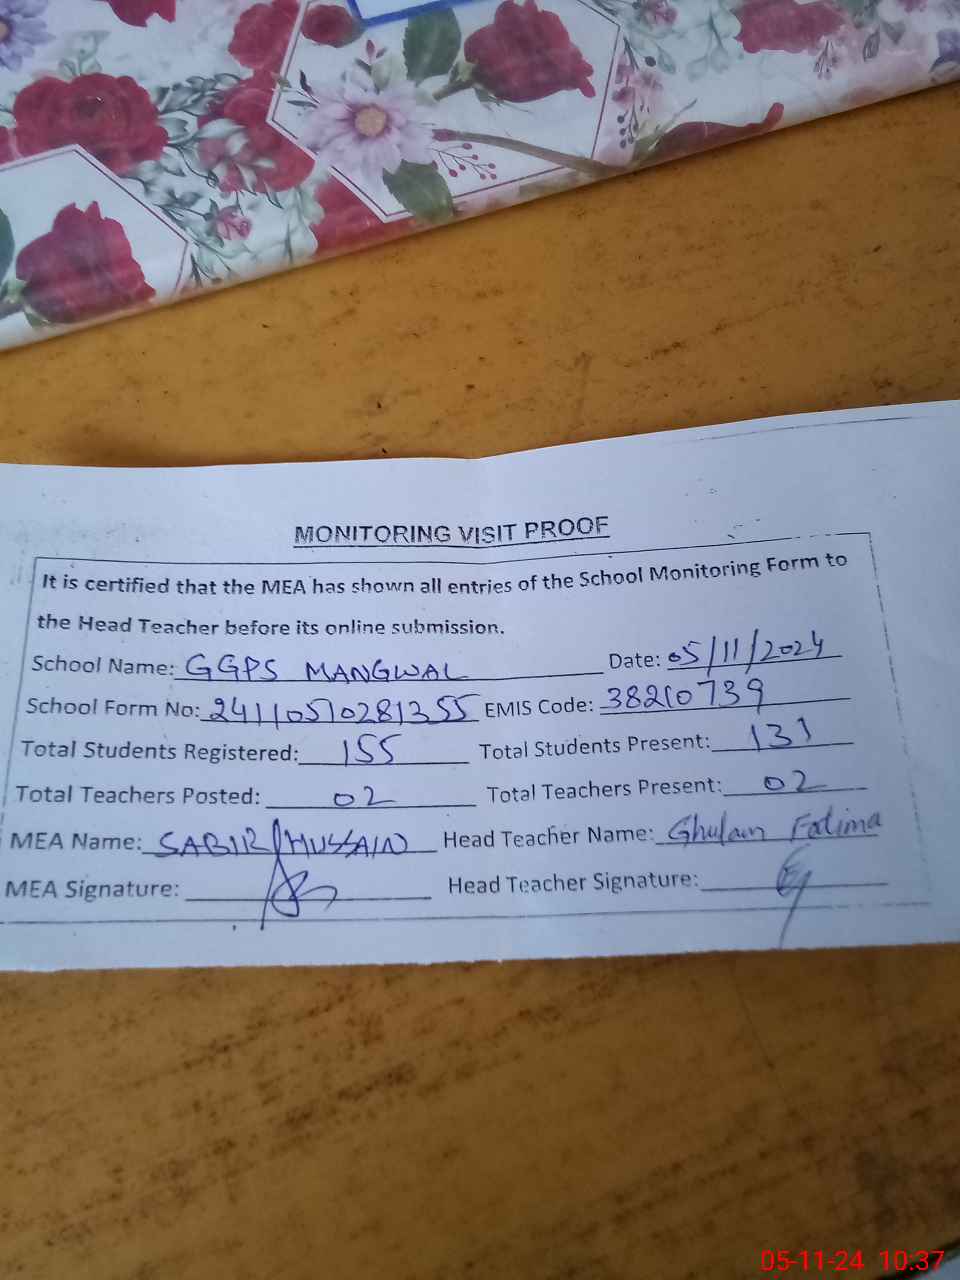 MONITORING VISIT PROOF
It is certified that the MEA has shown all entries of the School Monitoring Form to
the Head Teacher before its online submission.
School Name: GGPS MANGWAL Date: 05/11/2024
School Form No: 24110510281355 EMIS Code: 38210739
Total Students Registered: 155 Total Students Present: 131
Total Teachers Posted: 02 Total Teachers Present: 02
MEA Name: SABIR HUSSAIN Head Teacher Name: Ghulam Fatima
MEA Signature: Head Teacher Signature:
05-11-24 10:37